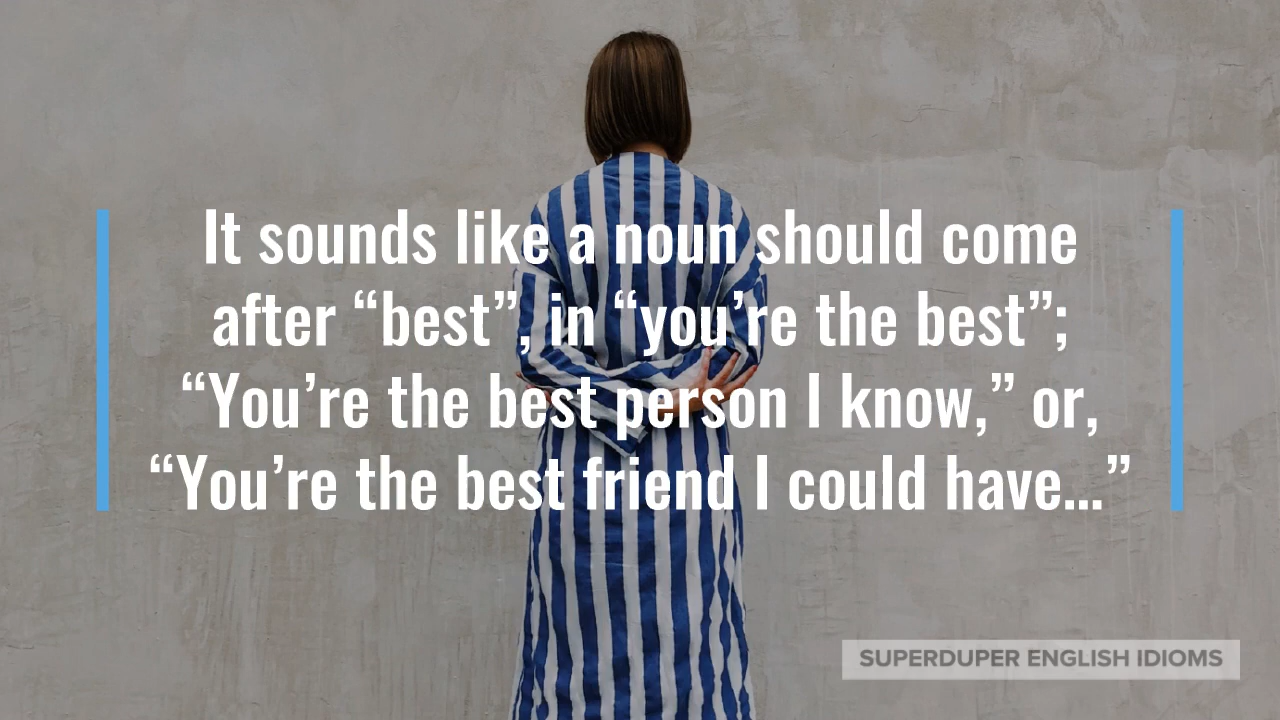 It sounds like a noun should come
after “best”, in “you’re the best”;
“You’re the best person I know,” or,
“You’re the best friend I could have...”
SUPERDUPER ENGLISH IDIOMS